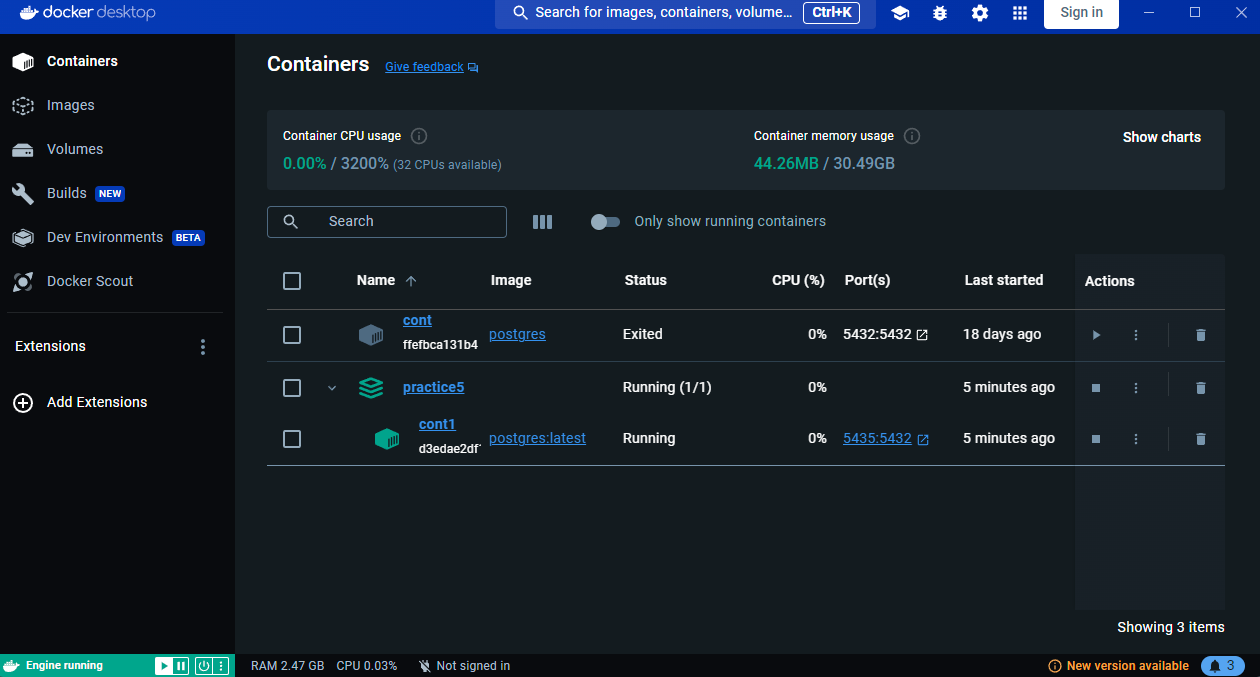 docker desktop
Search for images, containers, volume... Ctrl+K
Sign in
Containers
Images
Volumes
Builds NEW
Dev Environments BETA
Docker Scout
Extensions
Add Extensions
Containers Give feedback
Container CPU usage
0.00% / 3200% (32 CPUs available)
Container memory usage
44.26MB / 30.49GB
Show charts
Search
Only show running containers
Name Image Status CPU (%) Port(s) Last started Actions
cont
ffefbca131b4
postgres Exited 0% 5432:5432 18 days ago
practice5 Running (1/1) 0% 5 minutes ago
cont1
d3edae2df
postgres:latest Running 0% 5435:5432 5 minutes ago
Showing 3 items
Engine running
RAM 2.47 GB CPU 0.03% Not signed in
New version available 3